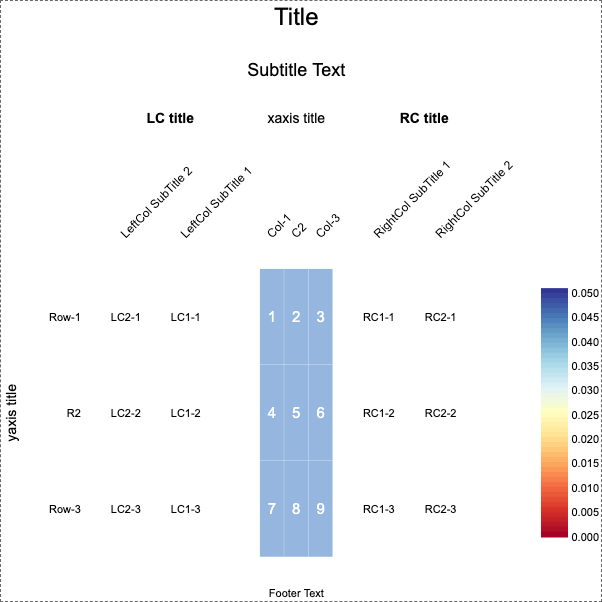 Title
Subtitle Text
LC title xaxis title RC title
LeftCol SubTitle 2 LeftCol SubTitle 1 Col-1 C2 Col-3 RightCol SubTitle 1 RightCol SubTitle 2
Row-1 LC2-1 LC1-1 1 2 3 RC1-1 RC2-1
R2 LC2-2 LC1-2 4 5 6 RC1-2 RC2-2
Row-3 LC2-3 LC1-3 7 8 9 RC1-3 RC2-3
yaxis title
0.050
0.045
0.040
0.035
0.030
0.025
0.020
0.015
0.010
0.005
0.000
Footer Text